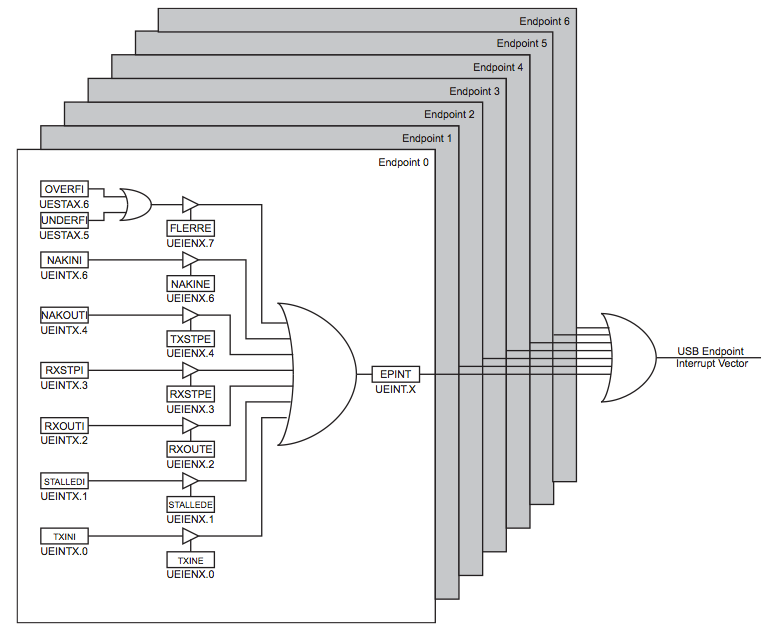 Endpoint 6
Endpoint 5
Endpoint 4
Endpoint 3
Endpoint 2
Endpoint 1
Endpoint 0
OVERFI
UESTAX.6
UNDERFI
UESTAX.5
FLERRE
UEIENX.7
NAKINI
UEINTX.6
NAKINE
UEIENX.6
NAKOUTI
UEINTX.4
TXSTPE
UEIENX.4
RXSTPI
UEINTX.3
RXSTPE
UEIENX.3
EPINT
UEINT.X
USB Endpoint
Interrupt Vector
RXOUTI
UEINTX.2
RXOUTE
UEIENX.2
STALLEDI
UEINTX.1
STALLEDE
UEIENX.1
TXINI
UEINTX.0
TXINE
UEIENX.0